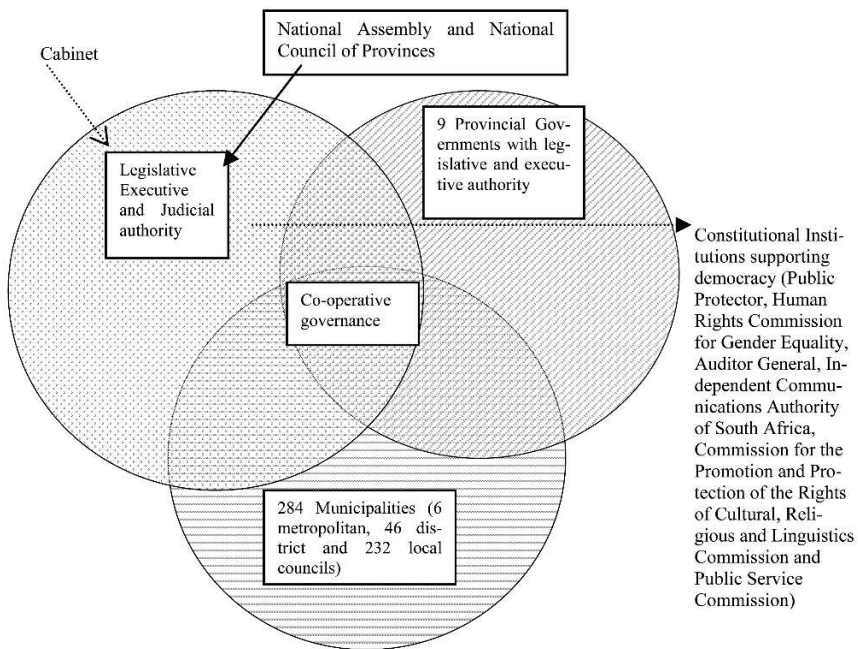 National Assembly and National
Council of Provinces
Cabinet
9 Provincial Gov-
ernments with leg-
islative and execu-
tive authority
Legislative
Executive
and Judicial
authority
Co-operative
governance
284 Municipalities (6
metropolitan, 46 dis-
trict and 232 local
councils)
Constitutional Insti-
tutions supporting
democracy (Public
Protector, Human
Rights Commission
for Gender Equality,
Auditor General, In-
dependent Commu-
nications Authority
of South Africa,
Commission for the
Promotion and Pro-
tection of the Rights
of Cultural, Reli-
gious and Linguistics
Commission and
Public Service
Commission)